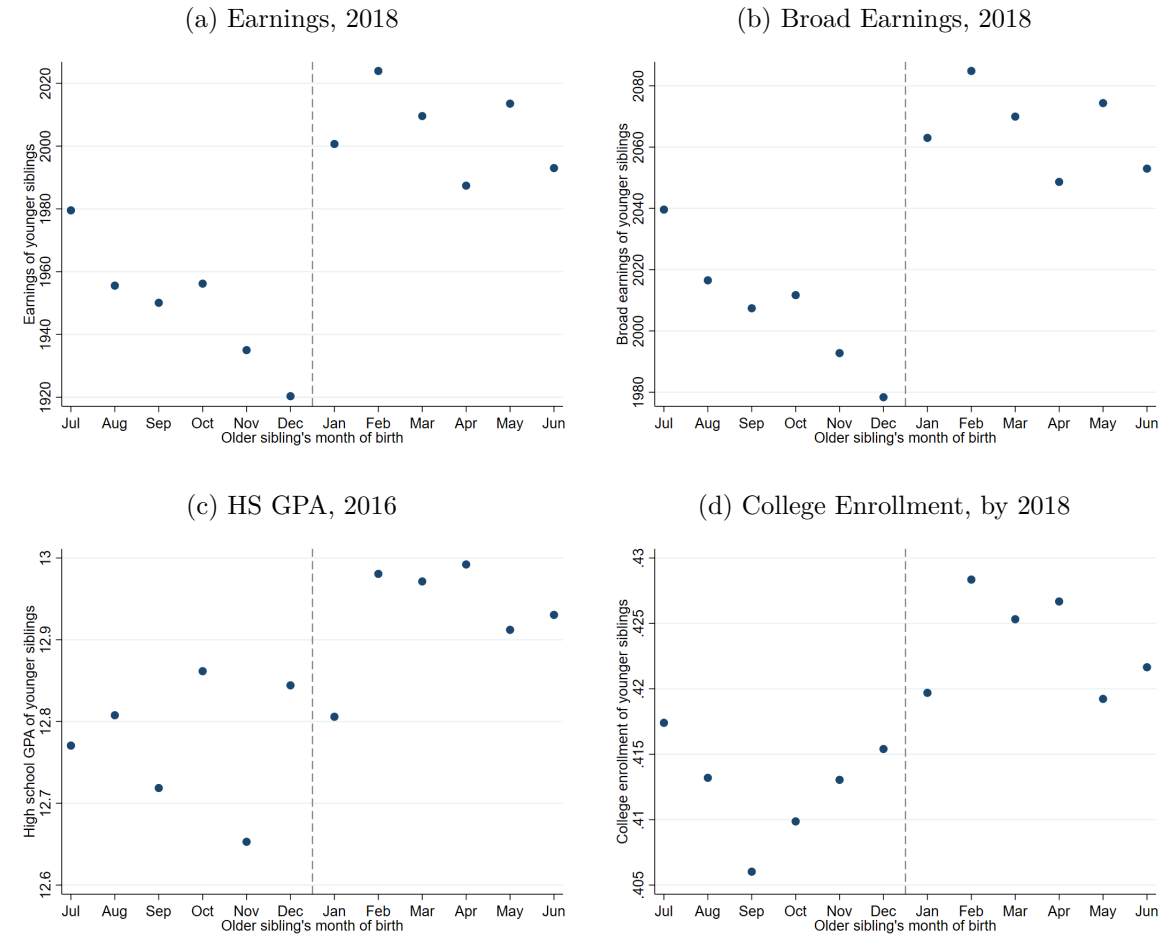 (a) Earnings, 2018
Earnings of younger siblings
2020
2000
1980
1960
1940
1920
Jul Aug Sep Oct Nov Dec Jan Feb Mar Apr May Jun
Older sibling's month of birth
(b) Broad Earnings, 2018
Broad earnings of younger siblings
2080
2060
2040
2020
2000
1980
Jul Aug Sep Oct Nov Dec Jan Feb Mar Apr May Jun
Older sibling's month of birth
(c) HS GPA, 2016
High school GPA of younger siblings
13
12.9
12.8
12.7
12.6
Jul Aug Sep Oct Nov Dec Jan Feb Mar Apr May Jun
Older sibling's month of birth
(d) College Enrollment, by 2018
College enrollment of younger siblings
.43
.425
.42
.415
.41
.405
Jul Aug Sep Oct Nov Dec Jan Feb Mar Apr May Jun
Older sibling's month of birth